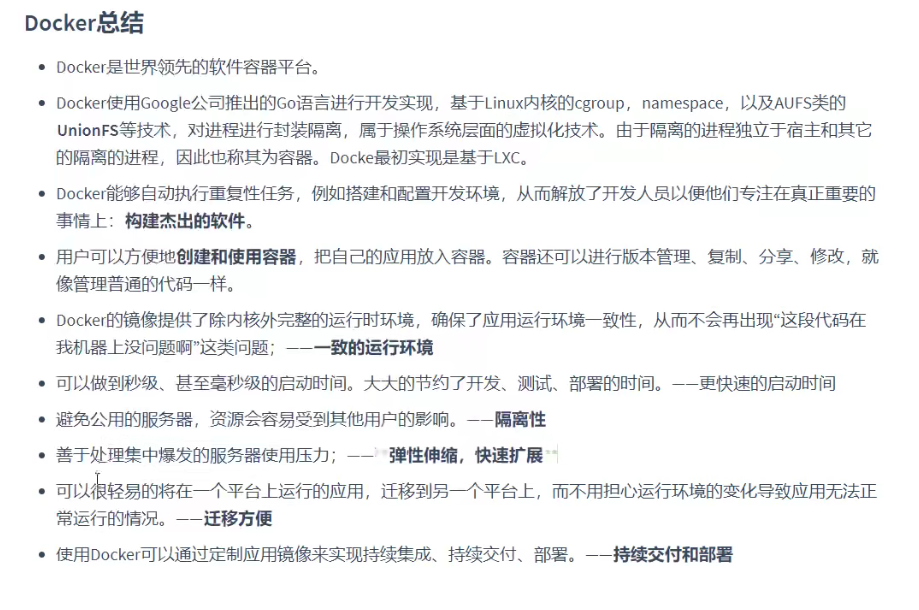 Docker总结
Docker是世界领先的软件容器平台。
Docker使用Google公司推出的Go语言进行开发实现，基于Linux内核的cgroup，namespace，以及AUFS类的
UnionFS等技术，对进程进行封装隔离，属于操作系统层面的虚拟化技术。由于隔离的进程独立于宿主和其它
的隔离的进程，因此也称其为容器。Docke最初实现是基于LXC。
Docker能够自动执行重复性任务，例如搭建和配置开发环境，从而解放了开发人员以便他们专注在真正重要的
事情上：构建杰出的软件。
用户可以方便地创建和使用容器，把自己的应用放入容器。容器还可以进行版本管理、复制、分享、修改，就
像管理普通的代码一样。
Docker的镜像提供了除内核外完整的运行时环境，确保了应用运行环境一致性，从而不会再出现“这段代码在
我机器上没问题啊”这类问题；——一致的运行环境
可以做到秒级、甚至毫秒级的启动时间。大大的节约了开发、测试、部署的时间。——更快速的启动时间
避免公用的服务器，资源会容易受到其他用户的影响。——隔离性
善于处理集中爆发的服务器使用压力；——弹性伸缩，快速扩展
可以很轻易的将在一个平台上运行的应用，迁移到另一个平台上，而不用担心运行环境的变化导致应用无法正
常运行的情况。——迁移方便
使用Docker可以通过定制应用镜像来实现持续集成、持续交付、部署。——持续交付和部署